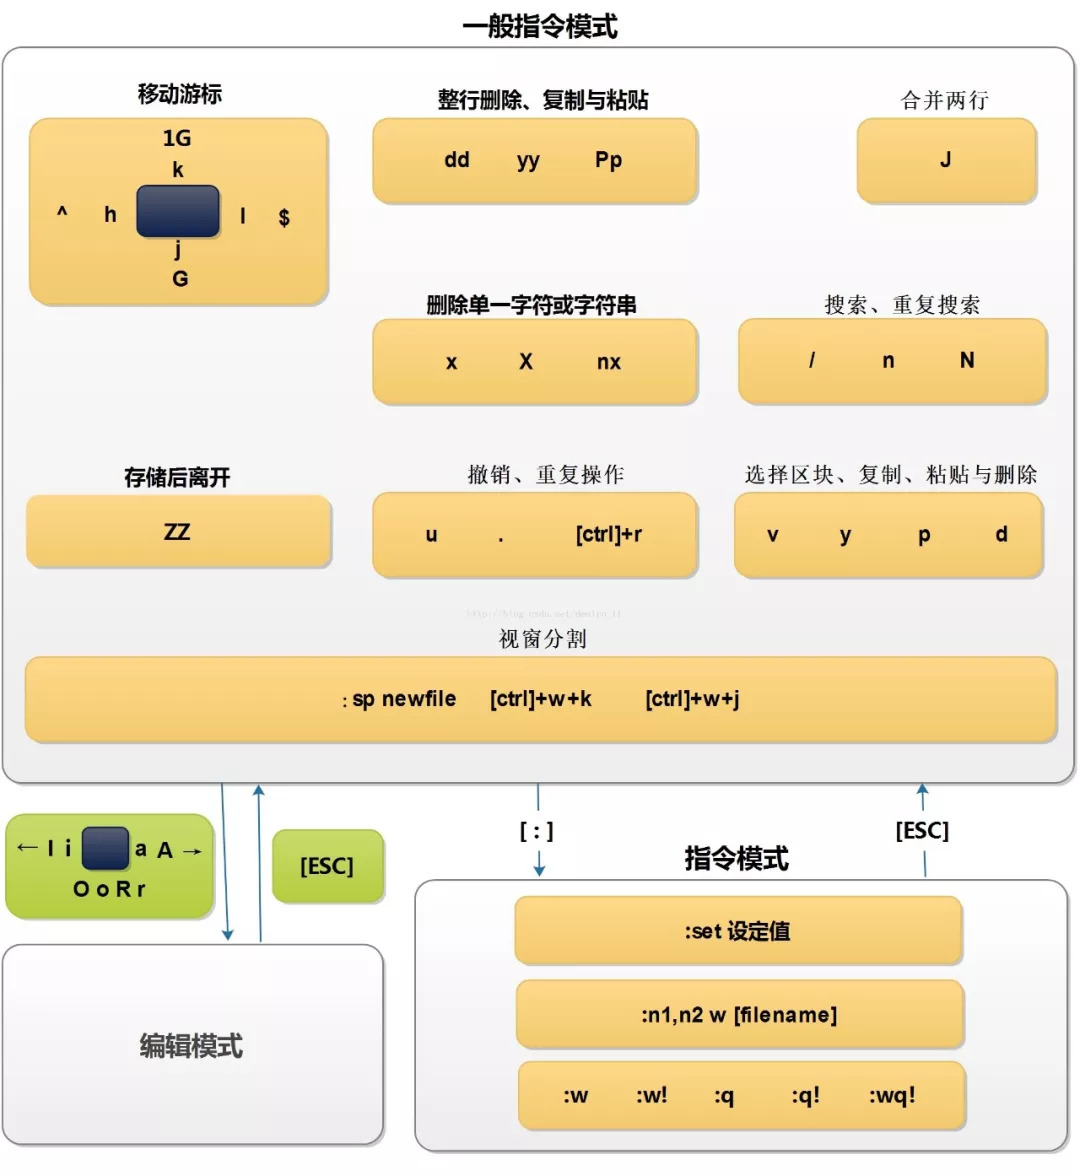 一般指令模式
移动游标
1G
k
^ h l $
j
G
整行删除、复制与粘贴
dd yy Pp
合并两行
J
删除单一字符或字符串
x X nx
搜索、重复搜索
/ n N
存储后离开
ZZ
撤销、重复操作
u . [ctrl]+r
选择区块、复制、粘贴与删除
v y p d
视窗分割
: sp newfile [ctrl]+w+k [ctrl]+w+j
← I i a A →
O o R r
[ESC]
[ : ]
[ESC]
编辑模式
指令模式
:set 设定值
:n1,n2 w [filename]
:w :w! :q :q! :wq!